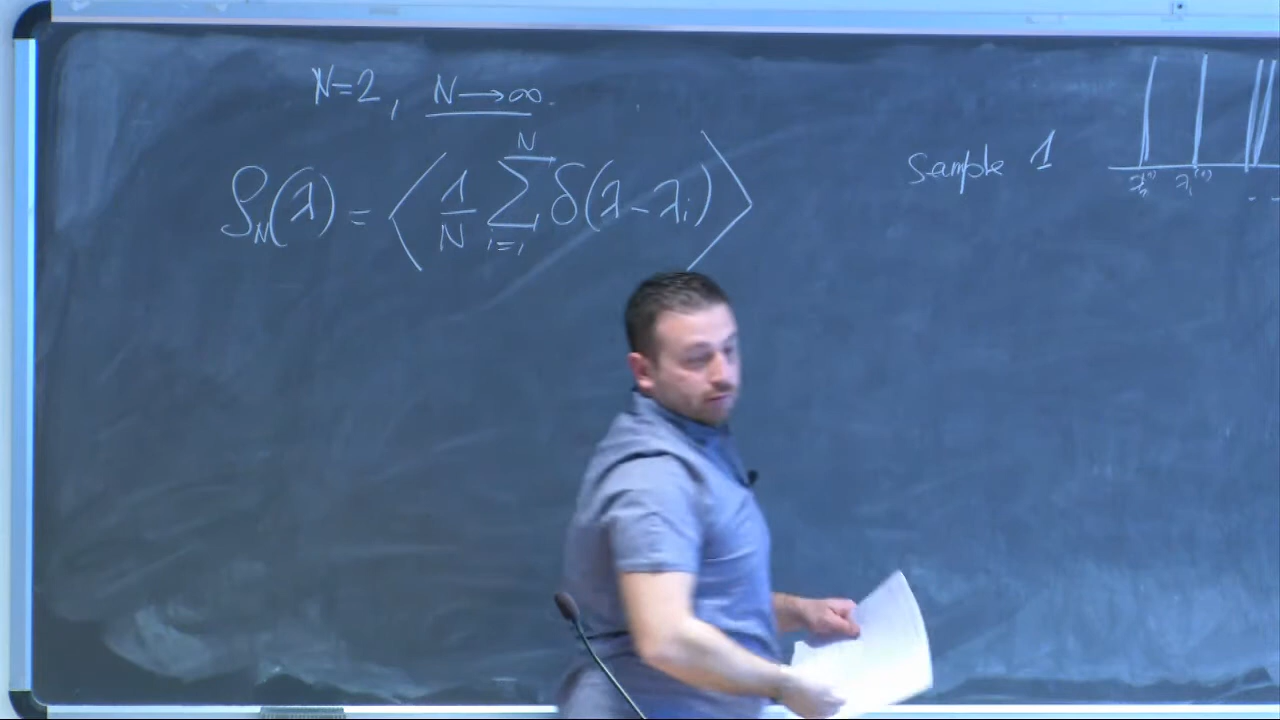 N=2, N→∞.
ρ_N(λ) = ⟨ 1/N ∑_{i=1}^{N} δ(λ-λ_i) ⟩
Sample 1